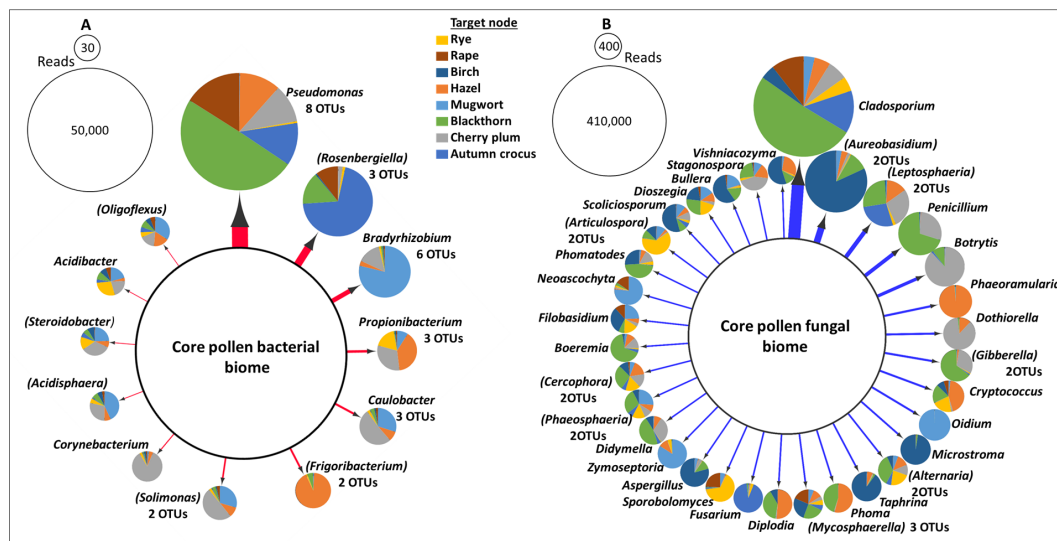 A
30
Reads
50,000
Target node
Rye
Rape
Birch
Hazel
Mugwort
Blackthorn
Cherry plum
Autumn crocus
Pseudomonas
8 OTUs
(Rosenbergiella)
3 OTUs
Bradyrhizobium
6 OTUs
Propionibacterium
3 OTUs
Caulobacter
3 OTUs
(Frigoribacterium)
2 OTUs
(Solimonas)
2 OTUs
Corynebacterium
(Acidisphaera)
(Steroidobacter)
Acidibacter
(Oligoflexus)
Core pollen bacterial
biome
B
400
Reads
410,000
Cladosporium
(Aureobasidium)
2OTUs
(Leptosphaeria)
2OTUs
Penicillium
Botrytis
Phaeoramularia
Dothiorella
(Gibberella)
2OTUs
Cryptococcus
Oidium
Microstroma
(Alternaria)
2OTUs
Taphrina
Phoma
(Mycosphaerella) 3 OTUs
Diplodia
Fusarium
Sporobolomyces
Aspergillus
Zymoseptoria
Didymella
(Phaeosphaeria)
2OTUs
(Cercophora)
2OTUs
Boeremia
Filobasidium
Neoascochyta
Phomatodes
(Articulospora)
2OTUs
Scoliciosporum
Dioszegia
Bullera
Stagonospora
Vishniacozyma
Core pollen fungal
biome